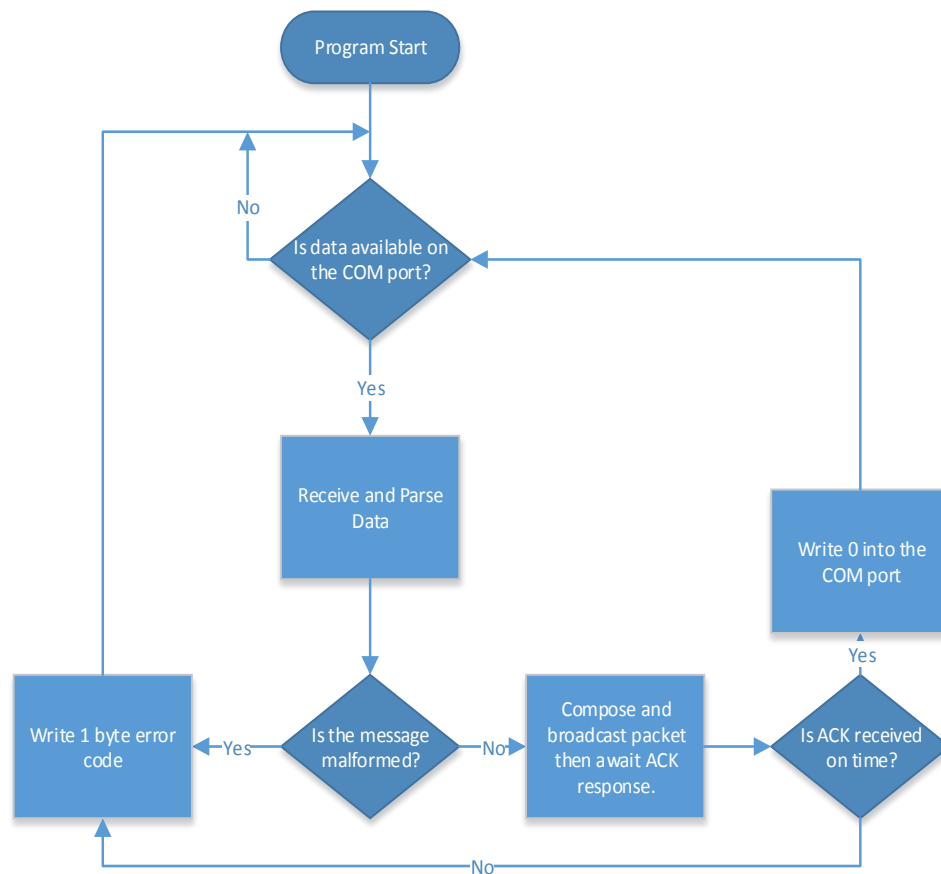 Program Start
No
Is data available on
the COM port?
Yes
Receive and Parse
Data
Write 0 into the
COM port
Yes
Write 1 byte error
code
Yes
Is the message
malformed?
No
Compose and
broadcast packet
then await ACK
response.
Is ACK received
on time?
No